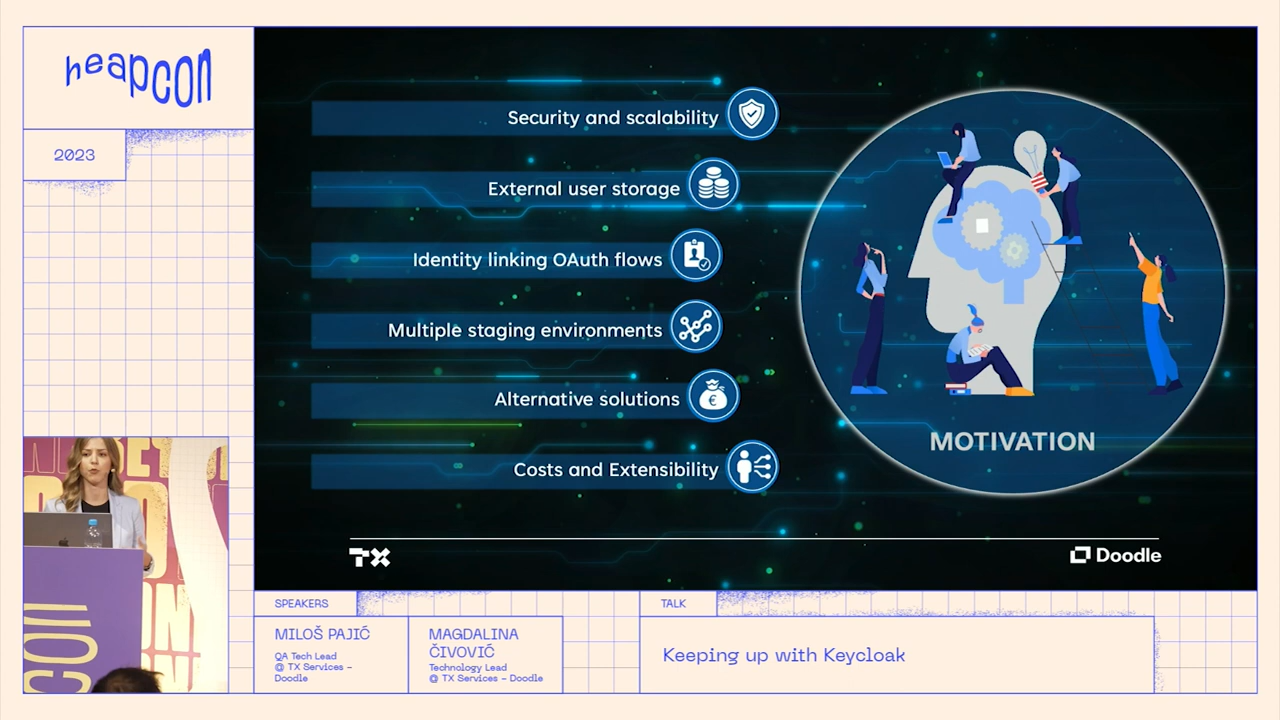 heapcon
2023
Security and scalability
External user storage
Identity linking OAuth flows
Multiple staging environments
Alternative solutions
€
Costs and Extensibility
MOTIVATION
TX
Doodle
con
SPEAKERS
MILOŠ PAJIĆ
QA Tech Lead
@ TX Services –
Doodle
MAGDALINA
ČIVOVIĆ
Technology Lead
@ TX Services – Doodle
TALK
Keeping up with Keycloak